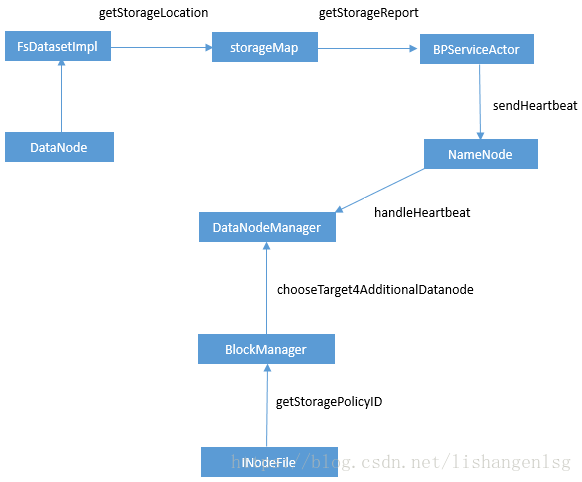 getStorageLocation
getStorageReport
FsDatasetImpl
storageMap
BPServiceActor
sendHeartbeat
DataNode
NameNode
handleHeartbeat
DataNodeManager
chooseTarget4AdditionalDatanode
BlockManager
getStoragePolicyID
INodeFile
http://blog.csdn.net/lishangenlsg